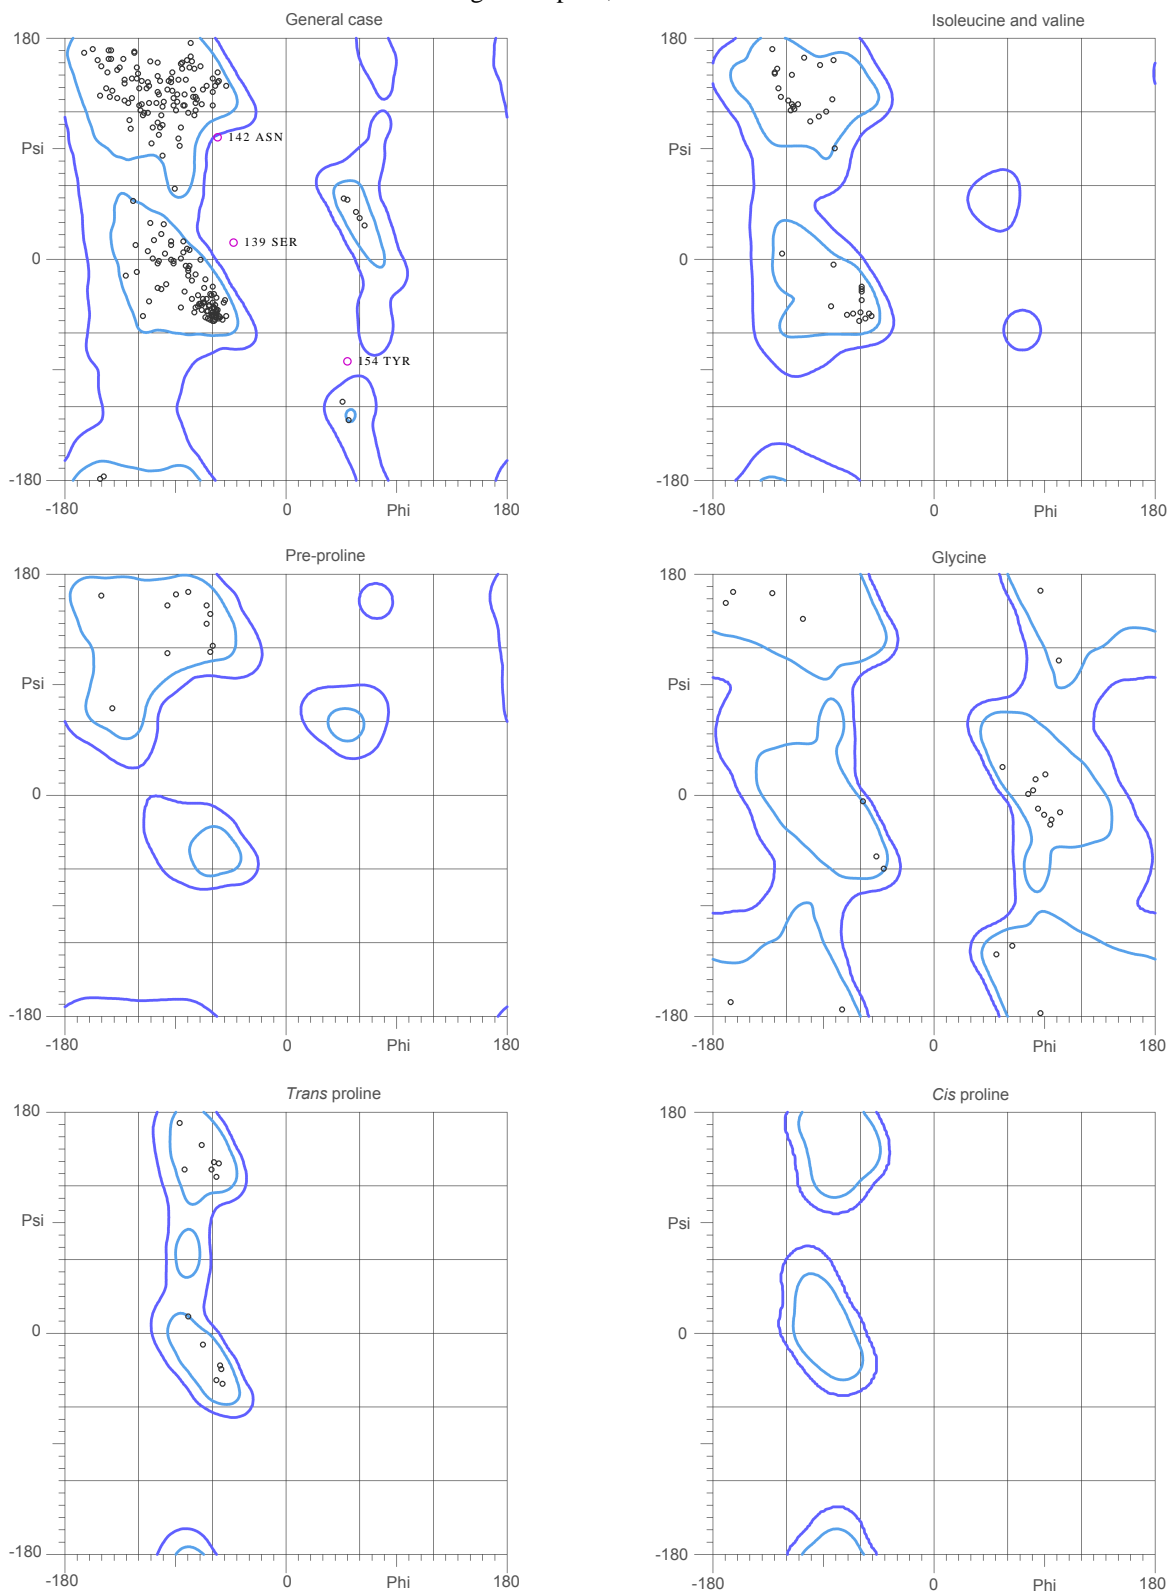 General case
180
Psi
0
-180
-180
0
Phi
180
142 ASN
139 SER
154 TYR
Isoleucine and valine
180
Psi
0
-180
-180
0
Phi
180
Pre-proline
180
Psi
0
-180
-180
0
Phi
180
Glycine
180
Psi
0
-180
-180
0
Phi
180
Trans proline
180
Psi
0
-180
-180
0
Phi
180
Cis proline
180
Psi
0
-180
-180
0
Phi
180